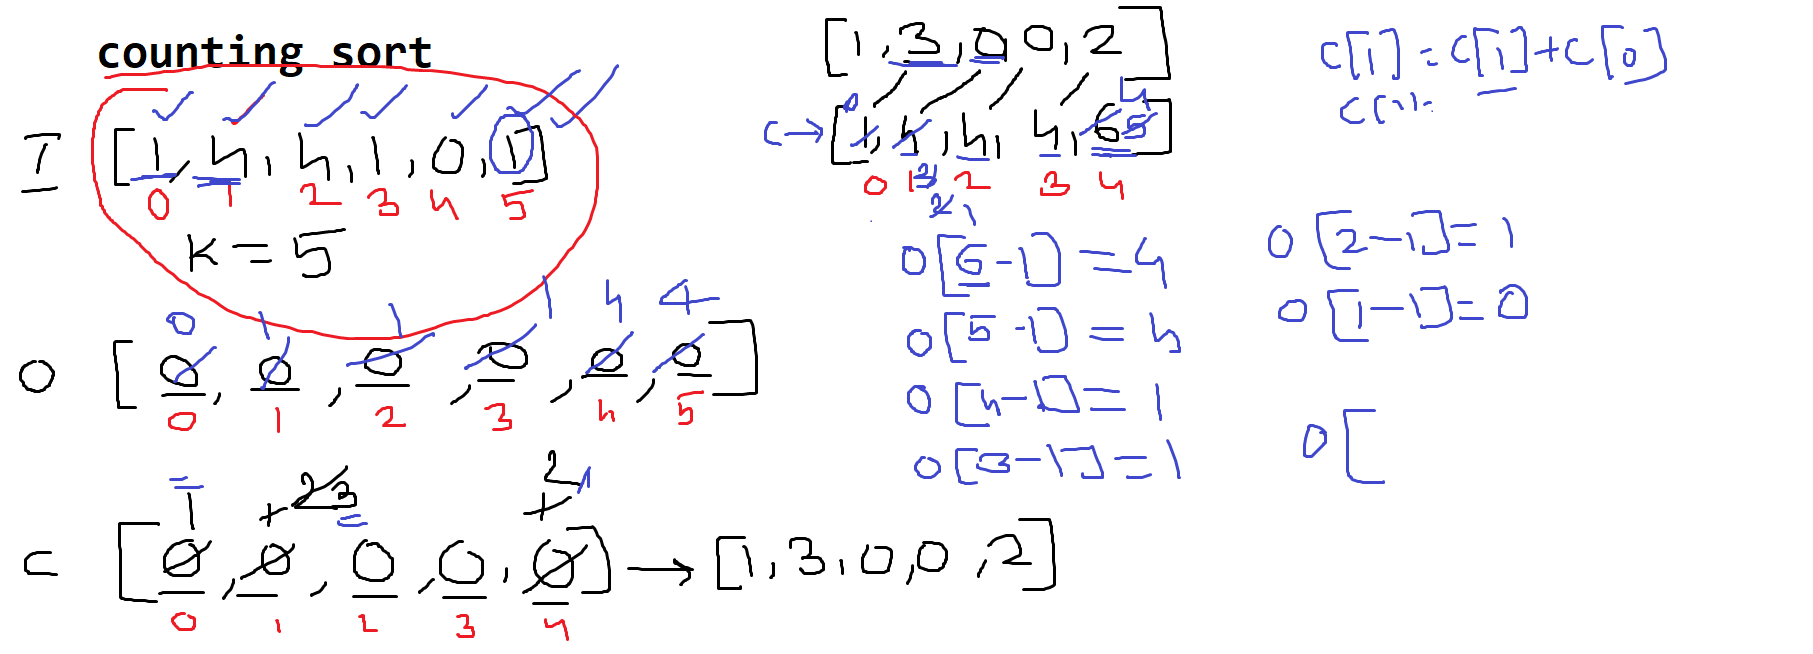 counting sort
I [1, 4, 4, 1, 0, 1]
0 1 2 3 4 5
K = 5
0 1 1 1 4 4
O [0, 0, 0, 0, 0, 0]
0 1 2 3 4 5
1 + 2 3 + 2 1
C [0, 0, 0, 0, 0] → [1, 3, 0, 0, 2]
0 1 2 3 4
[1, 3, 0, 0, 2]
0 4
C → [1, 4, 4, 4, 6 5]
0 1 3 2 3 4
2 1
O [6 - 1] = 4
O [5 - 1] = 4
O [4 - 1] = 1
O [3 - 1] = 1
C[1] = C[1] + C[0]
O [2 - 1] = 1
O [1 - 1] = 0
O [